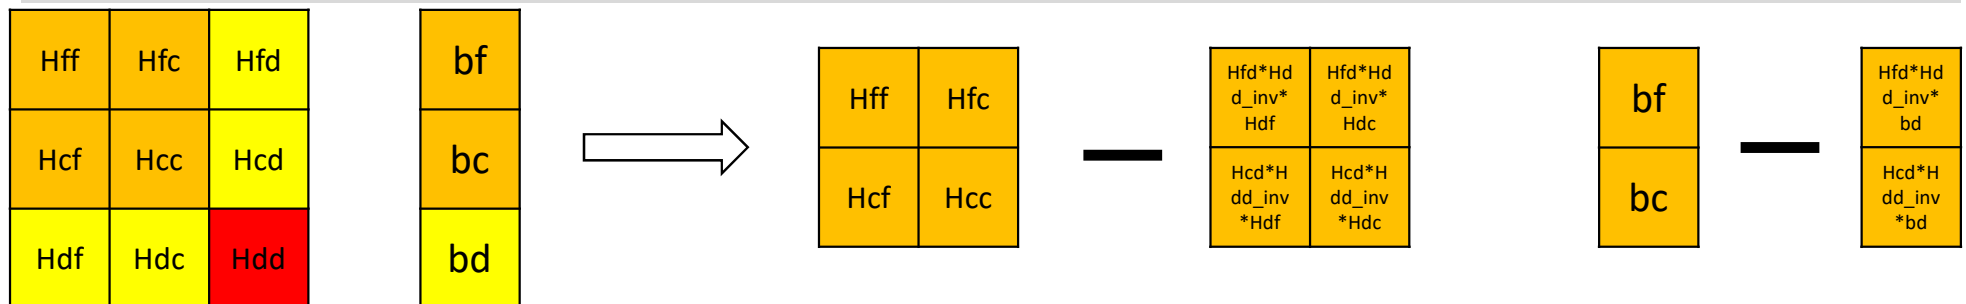 Hff Hfc Hfd
Hcf Hcc Hcd
Hdf Hdc Hdd
bf
bc
bd
Hff Hfc
Hcf Hcc
Hfd*Hd
d_inv*
Hdf
Hfd*Hd
d_inv*
Hdc
Hcd*H
dd_inv
*Hdf
Hcd*H
dd_inv
*Hdc
bf
bc
Hfd*Hd
d_inv*
bd
Hcd*H
dd_inv
*bd